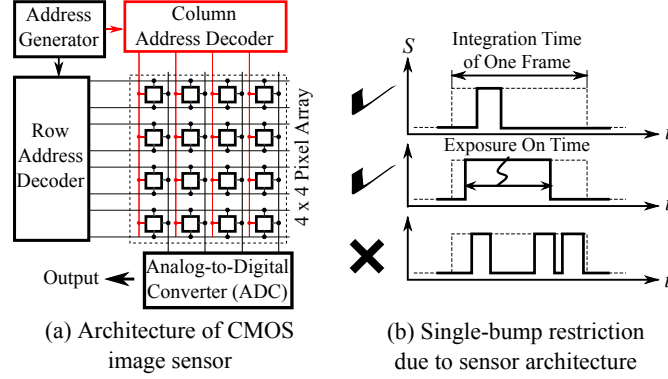 Address
Generator
Column
Address Decoder
Row
Address
Decoder
4 x 4 Pixel Array
Output
Analog-to-Digital
Converter (ADC)
(a) Architecture of CMOS
image sensor
S
Integration Time
of One Frame
t
Exposure On Time
t
t
(b) Single-bump restriction
due to sensor architecture